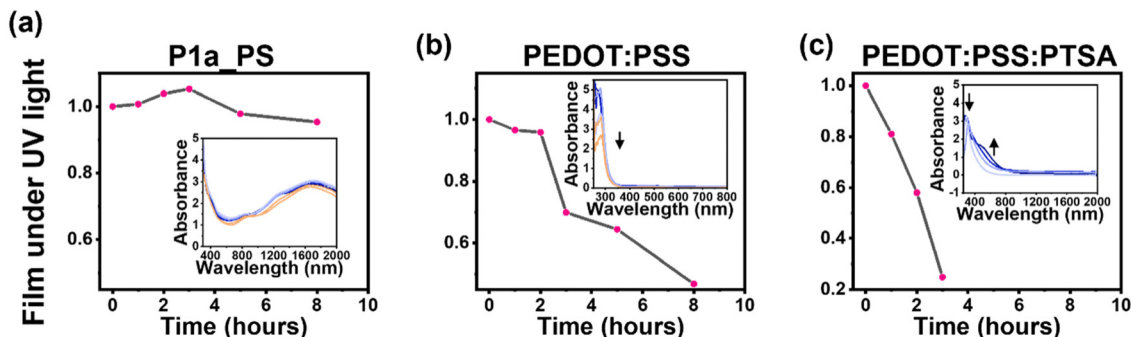 (a)
P1a_PS
(b)
PEDOT:PSS
(c)
PEDOT:PSS:PTSA
Film under UV light
1.0
0.8
0.6
0 2 4 6 8 10
Time (hours)
Absorbance
5
4
3
2
1
0
400 800 1200 1600 2000
Wavelength (nm)
1.0
0.8
0.6
0 2 4 6 8 10
Time (hours)
Absorbance
5
4
3
2
1
0
300 400 500 600 700 800
Wavelength (nm)
1.0
0.8
0.6
0.4
0.2
0 2 4 6 8 10
Time (hours)
Absorbance
5
4
3
2
1
0
-1
400 800 1200 1600 2000
Wavelength (nm)